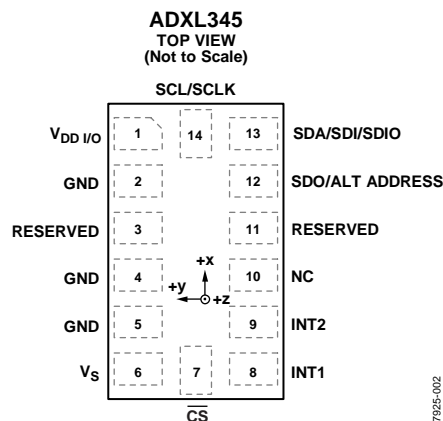 ADXL345
TOP VIEW
(Not to Scale)
SCL/SCLK
VDD I/O 1 14 13 SDA/SDI/SDIO
GND 2 12 SDO/ALT ADDRESS
RESERVED 3 11 RESERVED
+x
GND 4 10 NC
+y +z
GND 5 9 INT2
VS 6 7 8 INT1
CS
7925-002